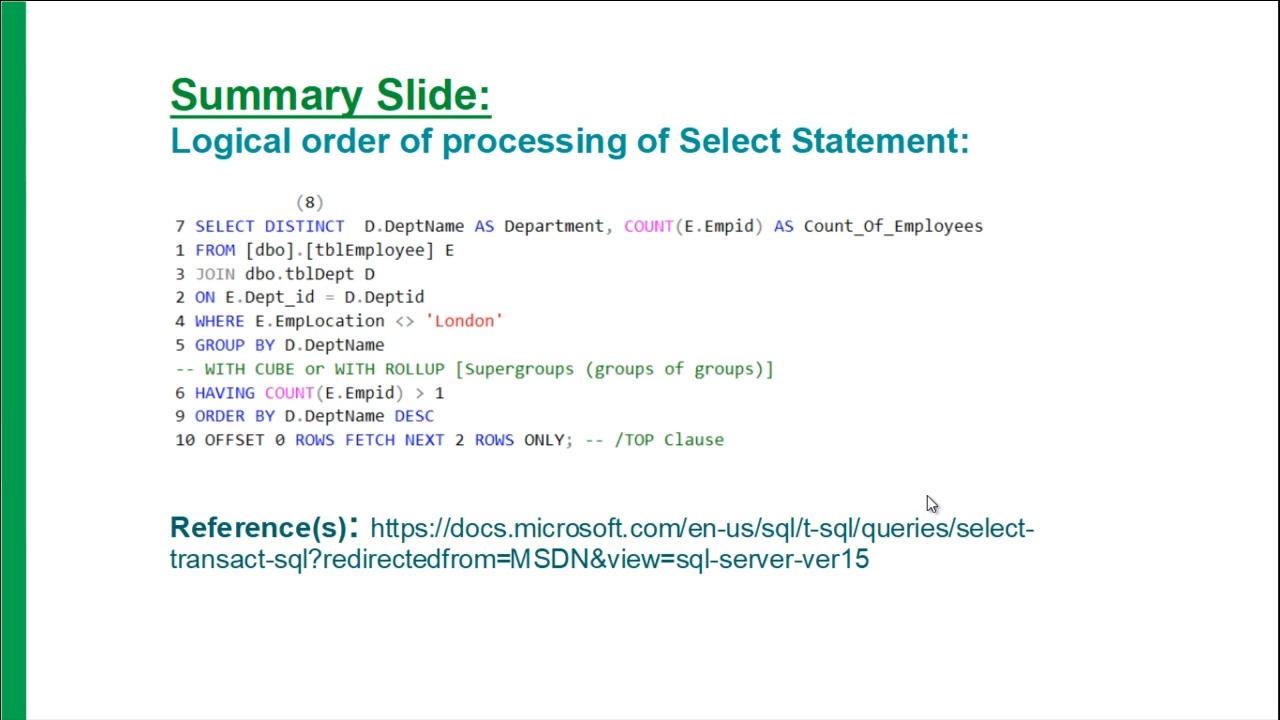 Summary Slide:
Logical order of processing of Select Statement:
(8)
7 SELECT DISTINCT  D.DeptName AS Department, COUNT(E.Empid) AS Count_Of_Employees
1 FROM [dbo].[tblEmployee] E
3 JOIN dbo.tblDept D
2 ON E.Dept_id = D.Deptid
4 WHERE E.EmpLocation <> 'London'
5 GROUP BY D.DeptName
-- WITH CUBE or WITH ROLLUP [Supergroups (groups of groups)]
6 HAVING COUNT(E.Empid) > 1
9 ORDER BY D.DeptName DESC
10 OFFSET 0 ROWS FETCH NEXT 2 ROWS ONLY; -- /TOP Clause
Reference(s): https://docs.microsoft.com/en-us/sql/t-sql/queries/select-
transact-sql?redirectedfrom=MSDN&view=sql-server-ver15